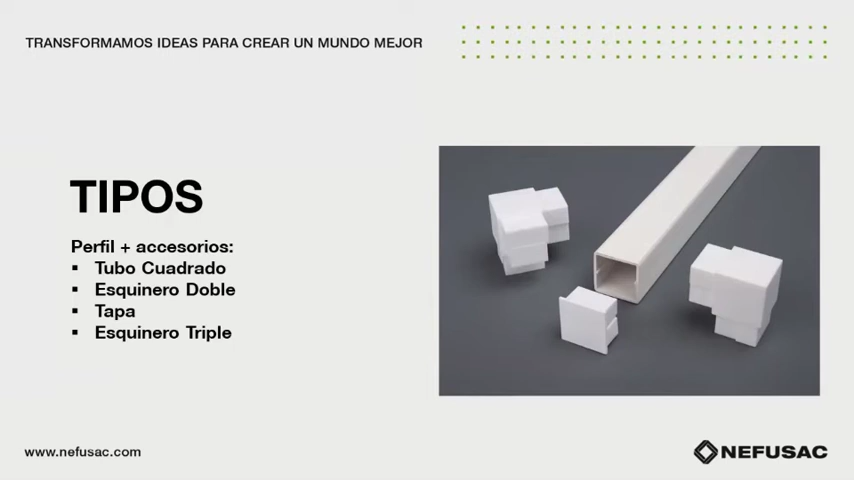 TRANSFORMAMOS IDEAS PARA CREAR UN MUNDO MEJOR
TIPOS
Perfil + accesorios:
▪ Tubo Cuadrado
▪ Esquinero Doble
▪ Tapa
▪ Esquinero Triple
www.nefusac.com
NEFUSAC